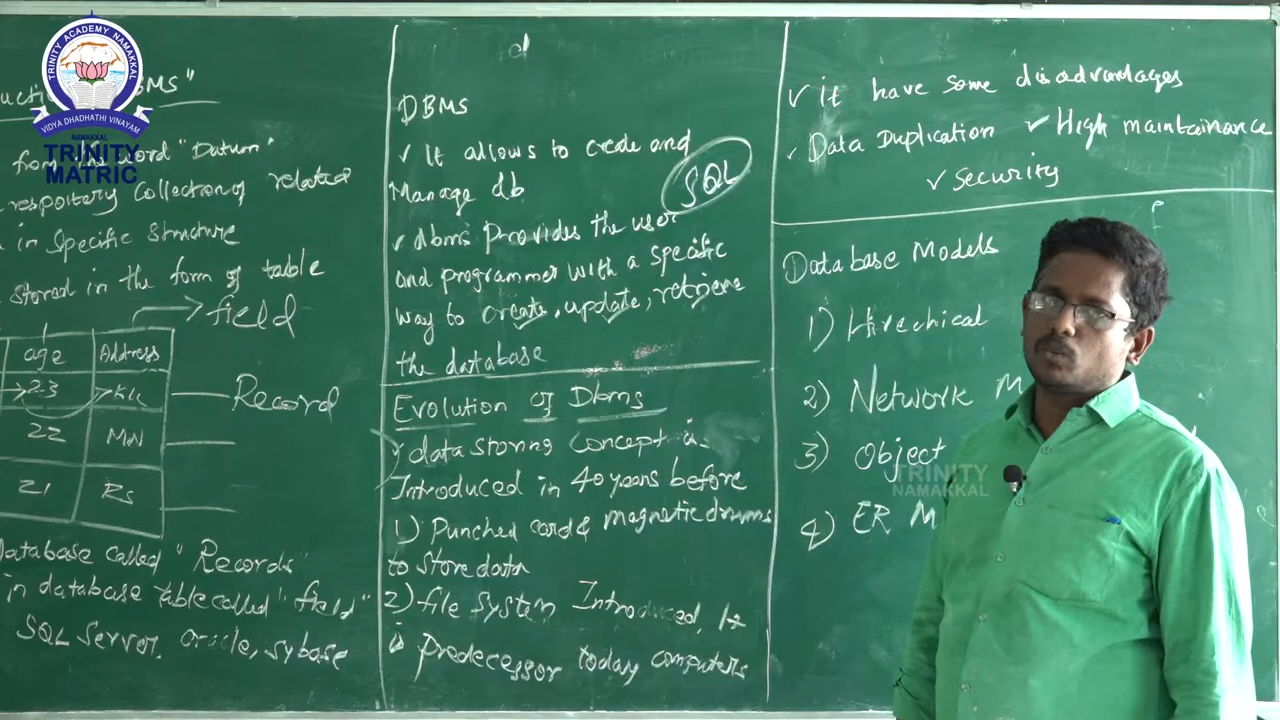 TRINITY ACADEMY NAMAKKAL
VIDYA DHADHATHI VINAYAM
NAMAKKAL
TRINITY
MATRIC
BMS"
from the word "Datum"
respoitary Collection of related
in Specific Structure
Stored in the form of table
field
age Address
23 KK
22 MN
21 Rs
Record
Database called "Records"
in database table called "field"
SQL Server. oracle, sybase
d
DBMS
✓ It allows to create and
Manage db
SQL
✓ dbms Provides the user
and programmer with a specific
way to create, update, retrieve
the database
Evolution of Dbms
data storing concept is
Introduced in 40 years before
1) Punched card & magnetic drums
to store data
2) file system Introduced, It
is predecessor today computers
✓ It have some disadvantages
✓ Data Duplication ✓ High maintainance
✓ security
Database Models
1) Hirechical
2) Network M
3) Object
4) ER M
TRINITY
NAMAKKAL